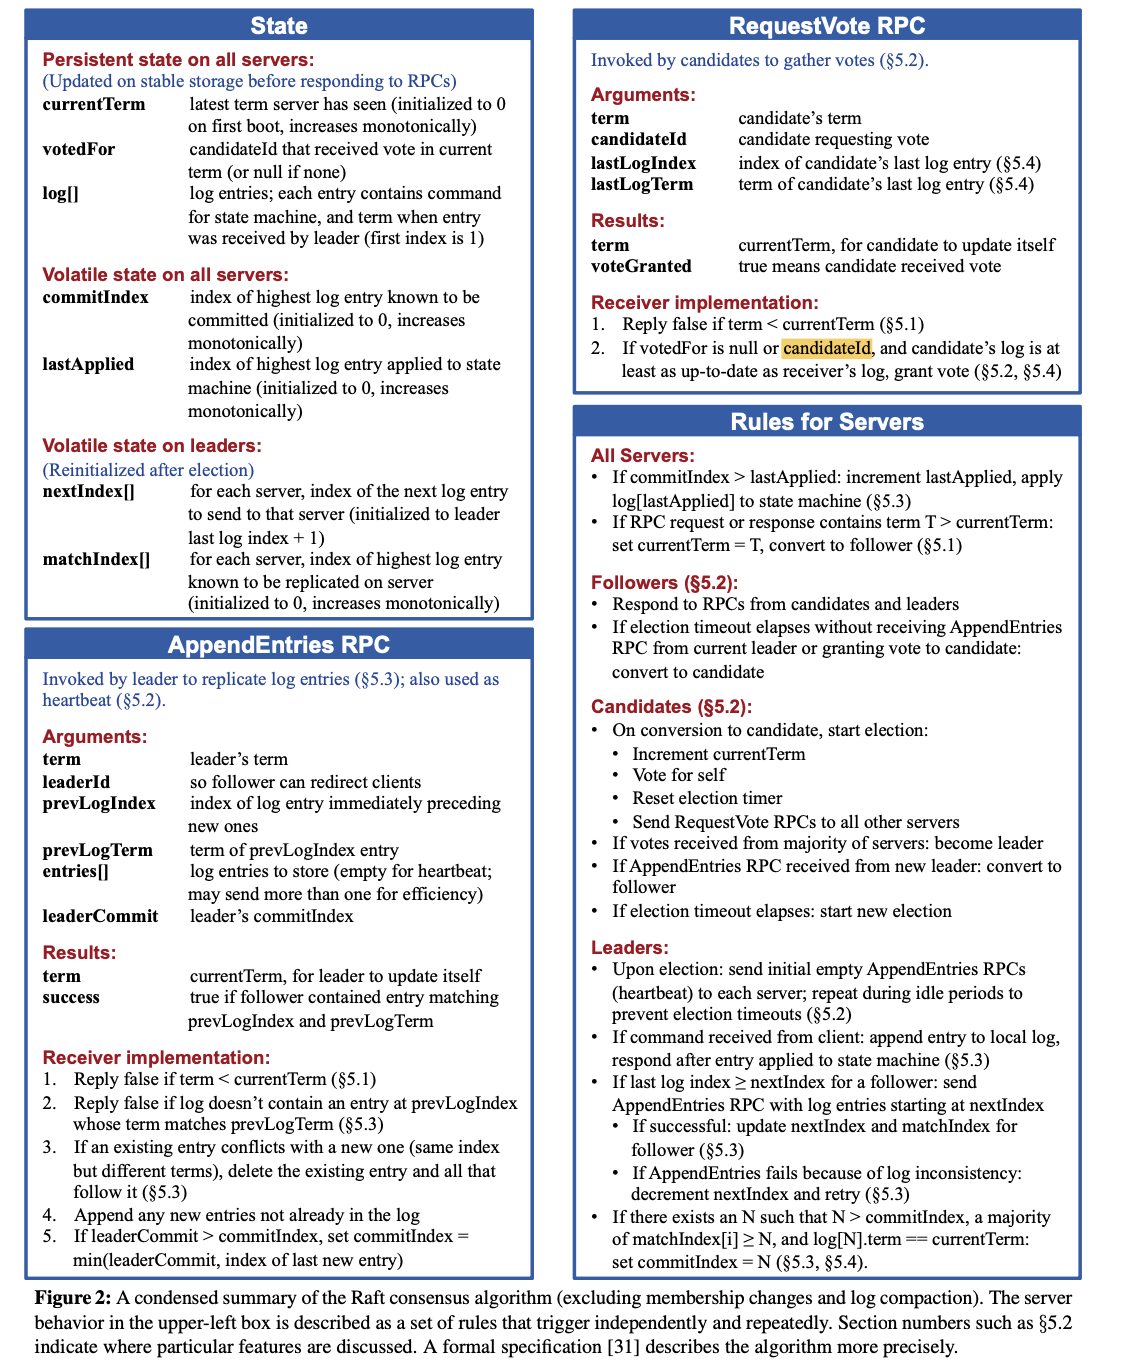 State
Persistent state on all servers:
(Updated on stable storage before responding to RPCs)
currentTerm latest term server has seen (initialized to 0
on first boot, increases monotonically)
votedFor candidateId that received vote in current
term (or null if none)
log[] log entries; each entry contains command
for state machine, and term when entry
was received by leader (first index is 1)
Volatile state on all servers:
commitIndex index of highest log entry known to be
committed (initialized to 0, increases
monotonically)
lastApplied index of highest log entry applied to state
machine (initialized to 0, increases
monotonically)
Volatile state on leaders:
(Reinitialized after election)
nextIndex[] for each server, index of the next log entry
to send to that server (initialized to leader
last log index + 1)
matchIndex[] for each server, index of highest log entry
known to be replicated on server
(initialized to 0, increases monotonically)
AppendEntries RPC
Invoked by leader to replicate log entries (§5.3); also used as
heartbeat (§5.2).
Arguments:
term leader’s term
leaderId so follower can redirect clients
prevLogIndex index of log entry immediately preceding
new ones
prevLogTerm term of prevLogIndex entry
entries[] log entries to store (empty for heartbeat;
may send more than one for efficiency)
leaderCommit leader’s commitIndex
Results:
term currentTerm, for leader to update itself
success true if follower contained entry matching
prevLogIndex and prevLogTerm
Receiver implementation:
1. Reply false if term < currentTerm (§5.1)
2. Reply false if log doesn’t contain an entry at prevLogIndex
whose term matches prevLogTerm (§5.3)
3. If an existing entry conflicts with a new one (same index
but different terms), delete the existing entry and all that
follow it (§5.3)
4. Append any new entries not already in the log
5. If leaderCommit > commitIndex, set commitIndex =
min(leaderCommit, index of last new entry)
RequestVote RPC
Invoked by candidates to gather votes (§5.2).
Arguments:
term candidate’s term
candidateId candidate requesting vote
lastLogIndex index of candidate’s last log entry (§5.4)
lastLogTerm term of candidate’s last log entry (§5.4)
Results:
term currentTerm, for candidate to update itself
voteGranted true means candidate received vote
Receiver implementation:
1. Reply false if term < currentTerm (§5.1)
2. If votedFor is null or candidateId, and candidate’s log is at
least as up-to-date as receiver’s log, grant vote (§5.2, §5.4)
Rules for Servers
All Servers:
• If commitIndex > lastApplied: increment lastApplied, apply
log[lastApplied] to state machine (§5.3)
• If RPC request or response contains term T > currentTerm:
set currentTerm = T, convert to follower (§5.1)
Followers (§5.2):
• Respond to RPCs from candidates and leaders
• If election timeout elapses without receiving AppendEntries
RPC from current leader or granting vote to candidate:
convert to candidate
Candidates (§5.2):
• On conversion to candidate, start election:
• Increment currentTerm
• Vote for self
• Reset election timer
• Send RequestVote RPCs to all other servers
• If votes received from majority of servers: become leader
• If AppendEntries RPC received from new leader: convert to
follower
• If election timeout elapses: start new election
Leaders:
• Upon election: send initial empty AppendEntries RPCs
(heartbeat) to each server; repeat during idle periods to
prevent election timeouts (§5.2)
• If command received from client: append entry to local log,
respond after entry applied to state machine (§5.3)
• If last log index ≥ nextIndex for a follower: send
AppendEntries RPC with log entries starting at nextIndex
• If successful: update nextIndex and matchIndex for
follower (§5.3)
• If AppendEntries fails because of log inconsistency:
decrement nextIndex and retry (§5.3)
• If there exists an N such that N > commitIndex, a majority
of matchIndex[i] ≥ N, and log[N].term == currentTerm:
set commitIndex = N (§5.3, §5.4).
Figure 2: A condensed summary of the Raft consensus algorithm (excluding membership changes and log compaction). The server
behavior in the upper-left box is described as a set of rules that trigger independently and repeatedly. Section numbers such as §5.2
indicate where particular features are discussed. A formal specification [31] describes the algorithm more precisely.